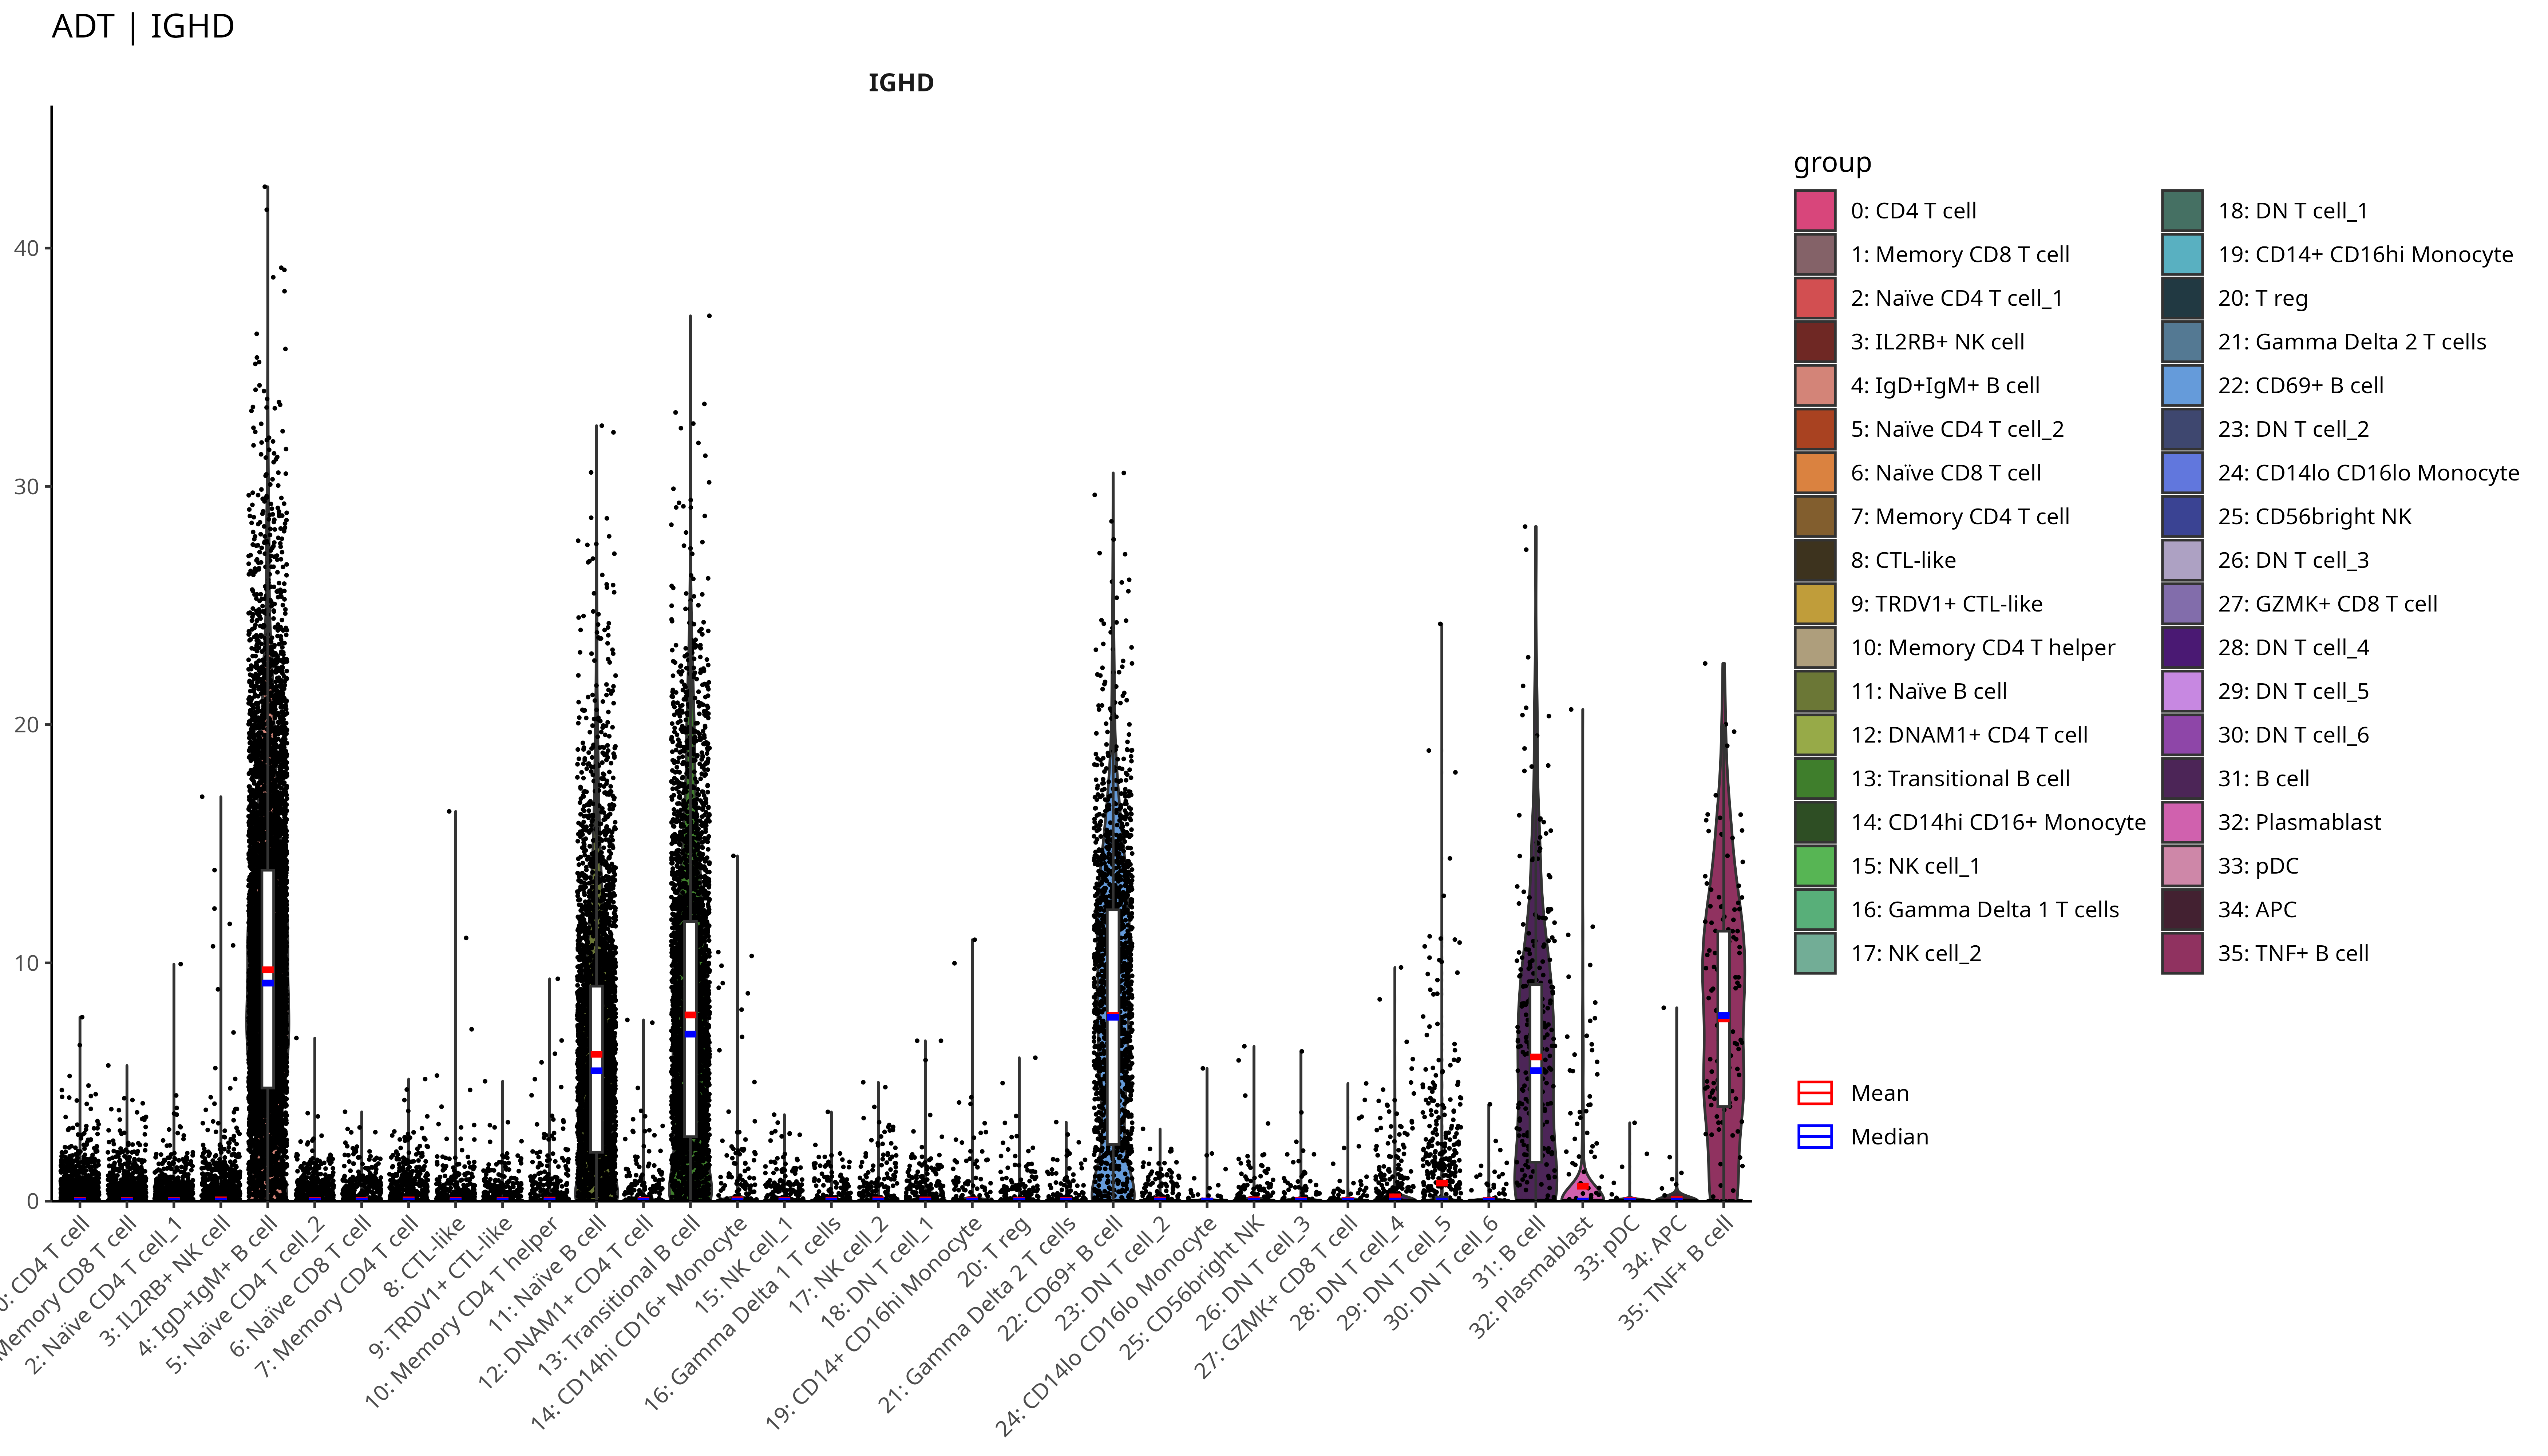 ADT | IGHD
IGHD
40
30
20
10
0
0: CD4 T cell
Memory CD8 T cell
2: Naïve CD4 T cell_1
3: IL2RB+ NK cell
4: IgD+IgM+ B cell
5: Naïve CD4 T cell_2
6: Naïve CD8 T cell
7: Memory CD4 T cell
8: CTL-like
9: TRDV1+ CTL-like
10: Memory CD4 T helper
11: Naïve B cell
12: DNAM1+ CD4 T cell
13: Transitional B cell
14: CD14hi CD16+ Monocyte
15: NK cell_1
16: Gamma Delta 1 T cells
17: NK cell_2
18: DN T cell_1
19: CD14+ CD16hi Monocyte
20: T reg
21: Gamma Delta 2 T cells
22: CD69+ B cell
23: DN T cell_2
24: CD14lo CD16lo Monocyte
25: CD56bright NK
26: DN T cell_3
27: GZMK+ CD8 T cell
28: DN T cell_4
29: DN T cell_5
30: DN T cell_6
31: B cell
32: Plasmablast
33: pDC
34: APC
35: TNF+ B cell
group
0: CD4 T cell
1: Memory CD8 T cell
2: Naïve CD4 T cell_1
3: IL2RB+ NK cell
4: IgD+IgM+ B cell
5: Naïve CD4 T cell_2
6: Naïve CD8 T cell
7: Memory CD4 T cell
8: CTL-like
9: TRDV1+ CTL-like
10: Memory CD4 T helper
11: Naïve B cell
12: DNAM1+ CD4 T cell
13: Transitional B cell
14: CD14hi CD16+ Monocyte
15: NK cell_1
16: Gamma Delta 1 T cells
17: NK cell_2
18: DN T cell_1
19: CD14+ CD16hi Monocyte
20: T reg
21: Gamma Delta 2 T cells
22: CD69+ B cell
23: DN T cell_2
24: CD14lo CD16lo Monocyte
25: CD56bright NK
26: DN T cell_3
27: GZMK+ CD8 T cell
28: DN T cell_4
29: DN T cell_5
30: DN T cell_6
31: B cell
32: Plasmablast
33: pDC
34: APC
35: TNF+ B cell
Mean
Median